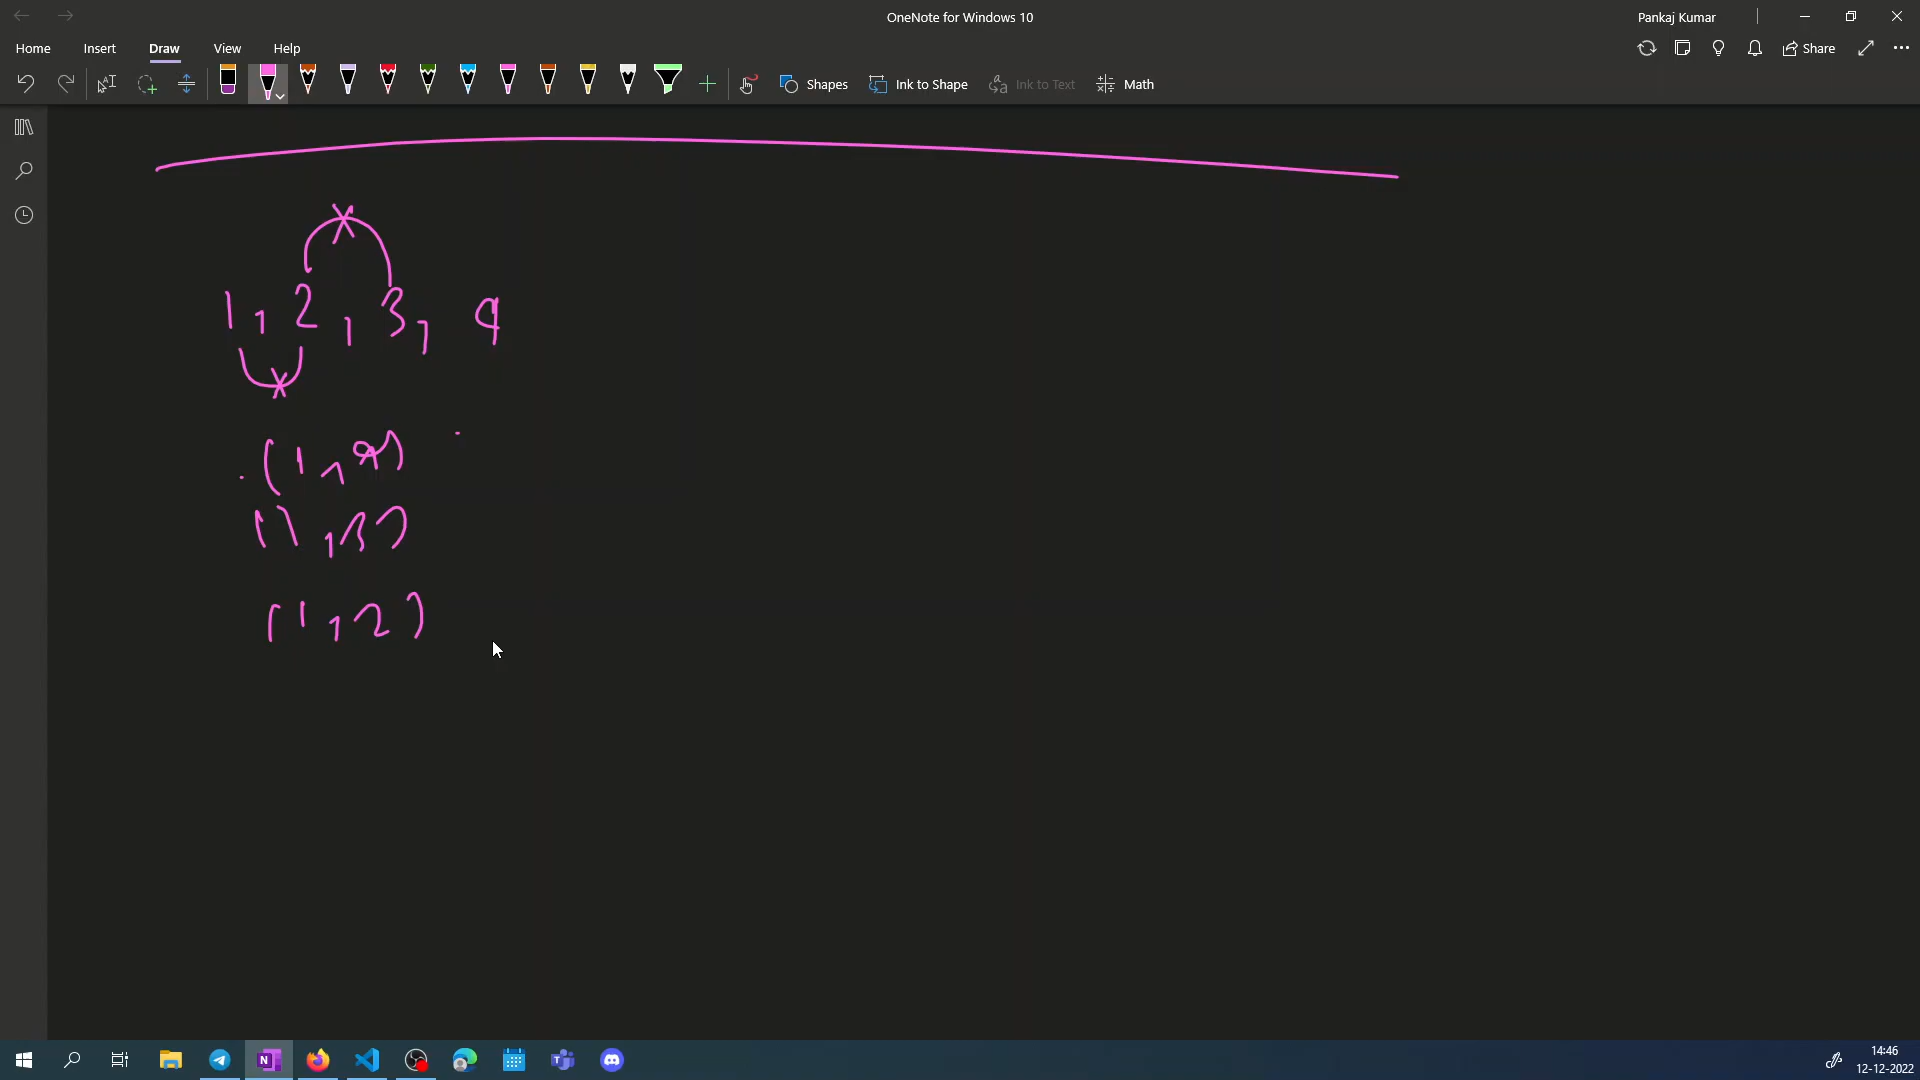 OneNote for Windows 10
Pankaj Kumar
Home Insert Draw View Help
Share
Shapes Ink to Shape Ink to Text Math
1, 2, 3, 4
(1, 4)
(1, 3)
(1, 2)
14:46
12-12-2022